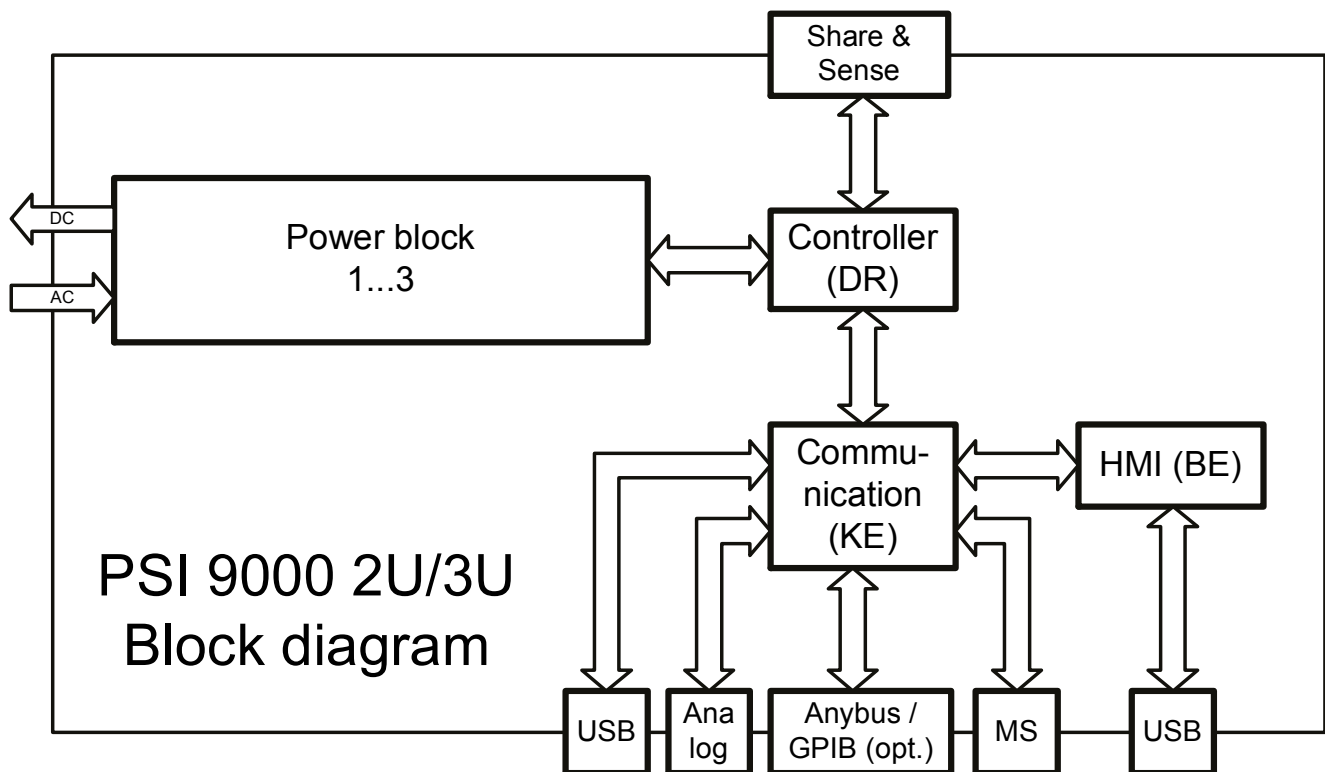 Share &
Sense
DC
AC
Power block
1...3
Controller
(DR)
Commu-
nication
(KE)
HMI (BE)
PSI 9000 2U/3U
Block diagram
USB
Ana
log
Anybus /
GPIB (opt.)
MS
USB